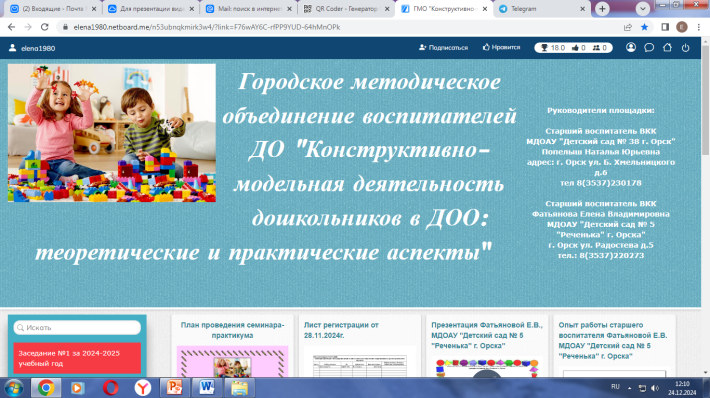 (2) Входящие - Почта
Для презентации вид
Mail: поиск в интерне
QR Coder - Генератор
ГМО "Конструктивно-
Telegram
elena1980.netboard.me/n53ubnqkmirk3w4/?link=F76wAY6C-rfPP9YUD-64hMnOPk
elena1980
Подписаться
Нравится
18.0
0
0
Городское методическое
объединение воспитателей
ДО "Конструктивно-
модельная деятельность
дошкольников в ДОО:
теоретические и практические аспекты"
Руководители площадки:
Старший воспитатель ВКК
МДОАУ "Детский сад № 38 г. Орск"
Попелыш Наталья Юрьевна
адрес: г. Орск ул. Б. Хмельницкого
д.6
тел 8(3537)230178
Старший воспитатель ВКК
Фатьянова Елена Владимировна
МДОАУ "Детский сад № 5
"Реченька" г. Орска"
г. Орск ул. Радостева д.5
тел.: 8(3537)220273
Искать
Заседание №1 за 2024-2025
учебный год
План проведения семинара-
практикума
Лист регистрации от
28.11.2024г.
Презентация Фатьяновой Е.В.,
МДОАУ "Детский сад № 5
"Реченька" г. Орска"
Опыт работы старшего
воспитателя Фатьяновой Е.В.
МДОАУ "Детский сад № 5
"Реченька" г. Орска"
RU
12:10
24.12.2024